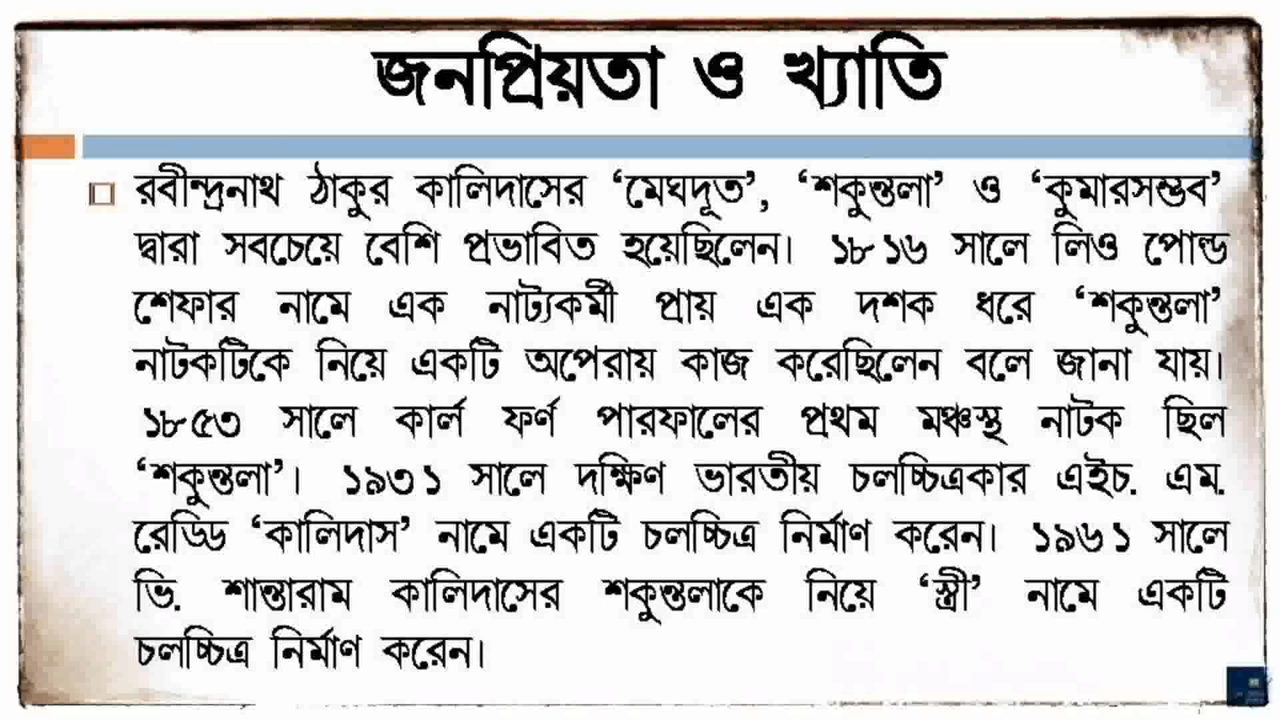 জনপ্রিয়তা ও খ্যাতি
রবীন্দ্রনাথ ঠাকুর কালিদাসের ‘মেঘদূত’, ‘শকুন্তলা’ ও ‘কুমারসম্ভব’
দ্বারা সবচেয়ে বেশি প্রভাবিত হয়েছিলেন। ১৮১৬ সালে লিও পোল্ড
শেফার নামে এক নাট্যকর্মী প্রায় এক দশক ধরে ‘শকুন্তলা’
নাটকটিকে নিয়ে একটি অপেরায় কাজ করেছিলেন বলে জানা যায়।
১৮৫৩ সালে কার্ল ফর্ণ পারফালের প্রথম মঞ্চস্থ নাটক ছিল
‘শকুন্তলা’। ১৯৩১ সালে দক্ষিণ ভারতীয় চলচ্চিত্রকার এইচ. এম.
রেড্ডি ‘কালিদাস’ নামে একটি চলচ্চিত্র নির্মাণ করেন। ১৯৬১ সালে
ভি. শান্তারাম কালিদাসের শকুন্তলাকে নিয়ে ‘স্ত্রী’ নামে একটি
চলচ্চিত্র নির্মাণ করেন।